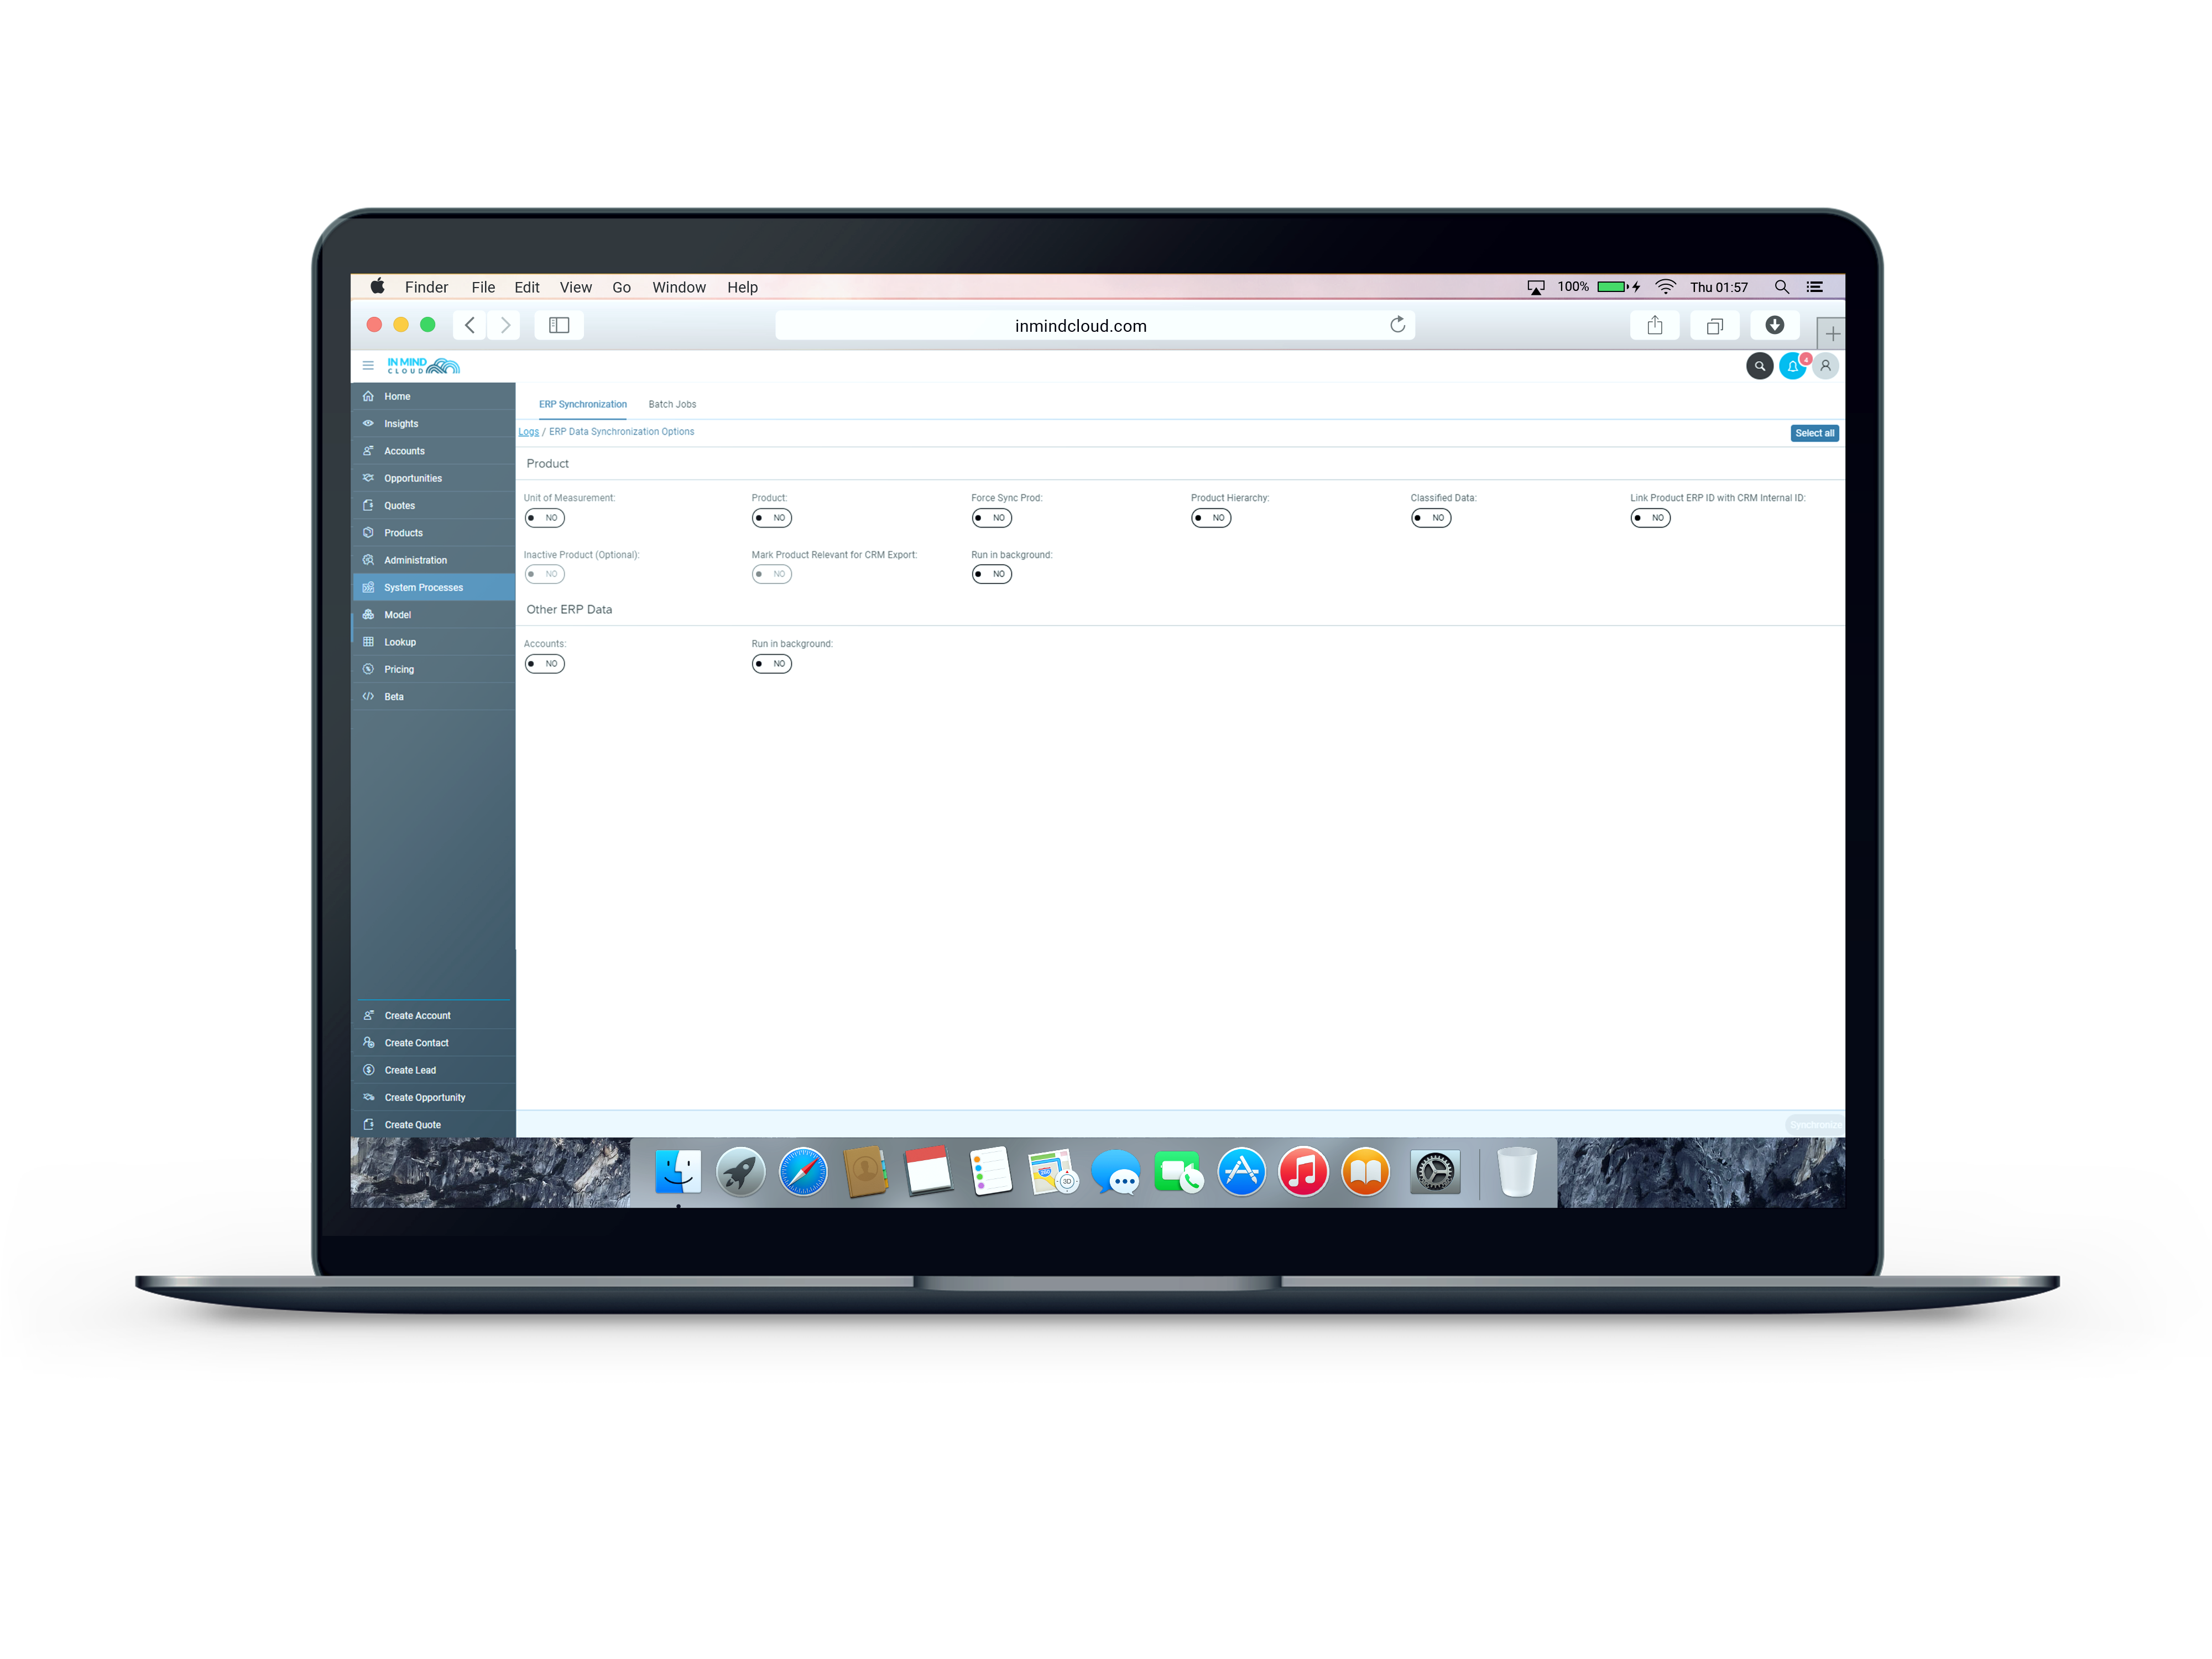 Finder File Edit View Go Window Help 100% Thu 01:57
inmindcloud.com
IN MIND
CLOUD
4
Home
Insights
Accounts
Opportunities
Quotes
Products
Administration
System Processes
Model
Lookup
Pricing
Beta
Create Account
Create Contact
Create Lead
Create Opportunity
Create Quote
ERP Synchronization Batch Jobs
Logs / ERP Data Synchronization Options Select all
Product
Unit of Measurement: Product: Force Sync Prod: Product Hierarchy: Classified Data: Link Product ERP ID with CRM Internal ID:
NO NO NO NO NO NO
Inactive Product (Optional): Mark Product Relevant for CRM Export: Run in background:
NO NO NO
Other ERP Data
Accounts: Run in background:
NO NO
Synchronize
280
3D